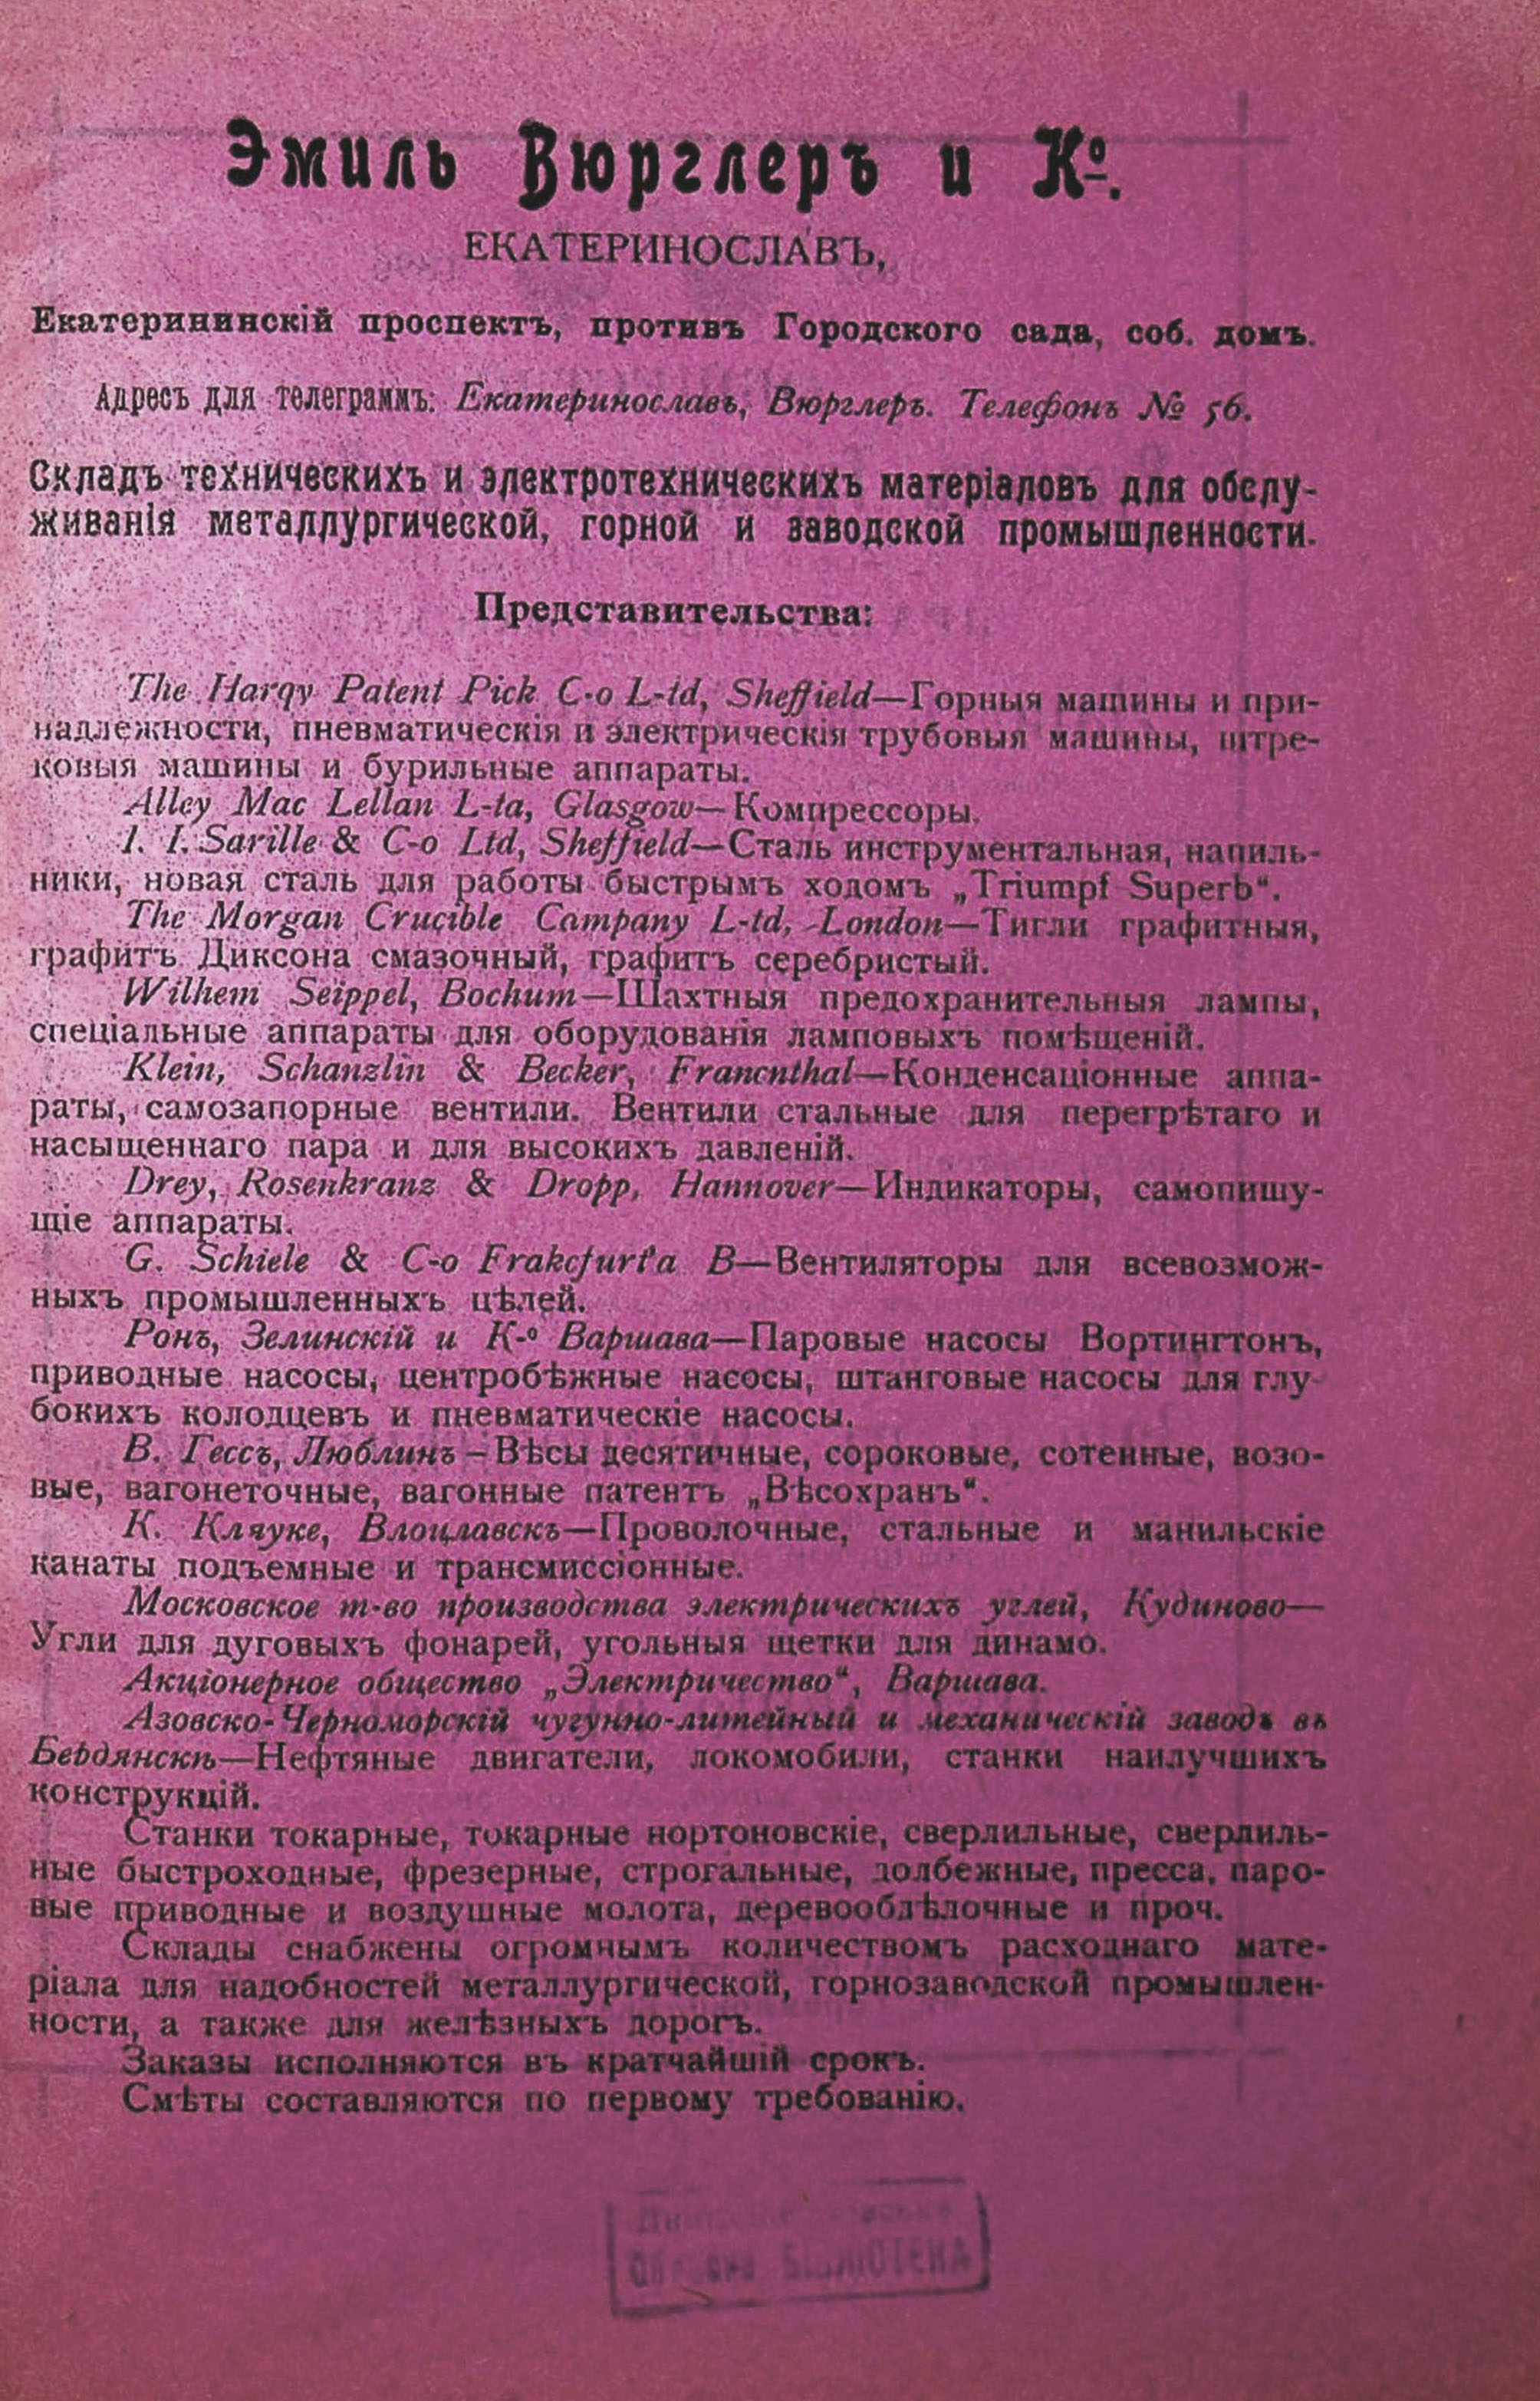 Эмиль Вюрглеръ и Ко.
ЕКАТЕРИНОСЛАВЪ,
Екатерининскій проспектъ, противъ Городского сада, соб. домъ.
Адресъ для телеграммъ: Екатеринославъ, Вюрглеръ. Телефонъ № 56.
Складъ техническихъ и электротехническихъ матеріаловъ для обслу-
живанія металлургической, горной и заводской промышленности.
Представительства:
The Harqy Patent Pick C-o L-td, Sheffield—Горныя машины и при-
надлежности, пневматическія и электрическія трубовыя машины, штре-
ковыя машины и бурильные аппараты.
Alley Mac Lellan L-ta, Glasgow—Компрессоры.
I. I. Sarille & C-o Ltd, Sheffield—Сталь инструментальная, напиль-
ники, новая сталь для работы быстрымъ ходомъ „Triumpf Superb“.
The Morgan Crucible Campany L-td, London—Тигли графитныя,
графитъ Диксона смазочный, графитъ серебристый.
Wilhem Seippel, Bochum—Шахтныя предохранительныя лампы,
спеціальные аппараты для оборудованія ламповыхъ помѣщеній.
Klein, Schanzlin & Becker, Francnthal—Конденсаціонные аппа-
раты, самозапорные вентили. Вентили стальные для перегрѣтаго и
насыщеннаго пара и для высокихъ давленій.
Drey, Rosenkranz & Dropp, Hannover—Индикаторы, самопишу-
щіе аппараты.
G. Schiele & C-o Frakcfurt'a B—Вентиляторы для всевозмож-
ныхъ промышленныхъ цѣлей.
Ронъ, Зелинскій и К-о Варшава—Паровые насосы Вортингтонъ,
приводные насосы, центробѣжные насосы, штанговые насосы для глу-
бокихъ колодцевъ и пневматическіе насосы.
В. Гессъ, Люблинъ—Вѣсы десятичные, сороковые, сотенные, возо-
вые, вагонеточные, вагонные патентъ „Вѣсохранъ“.
К. Кляуке, Влоцлавскъ—Проволочные, стальные и манильскіе
канаты подъемные и трансмиссіонные.
Московское т-во производства электрическихъ углей, Кудиново—
Угли для дуговыхъ фонарей, угольныя щетки для динамо.
Акціонерное общество „Электричество“, Варшава.
Азовско-Черноморскій чугунно-литейный и механическій заводъ въ
Бердянскѣ—Нефтяные двигатели, локомобили, станки наилучшихъ
конструкцій.
Станки токарные, токарные нортоновскіе, сверлильные, сверлиль-
ные быстроходные, фрезерные, строгальные, долбежные, пресса, паро-
вые приводные и воздушные молота, деревообдѣлочные и проч.
Склады снабжены огромнымъ количествомъ расходнаго мате-
ріала для надобностей металлургической, горнозаводской промышлен-
ности, а также для желѣзныхъ дорогъ.
Заказы исполняются въ кратчайшій срокъ.
Смѣты составляются по первому требованію.
БІБЛІОТЕКА